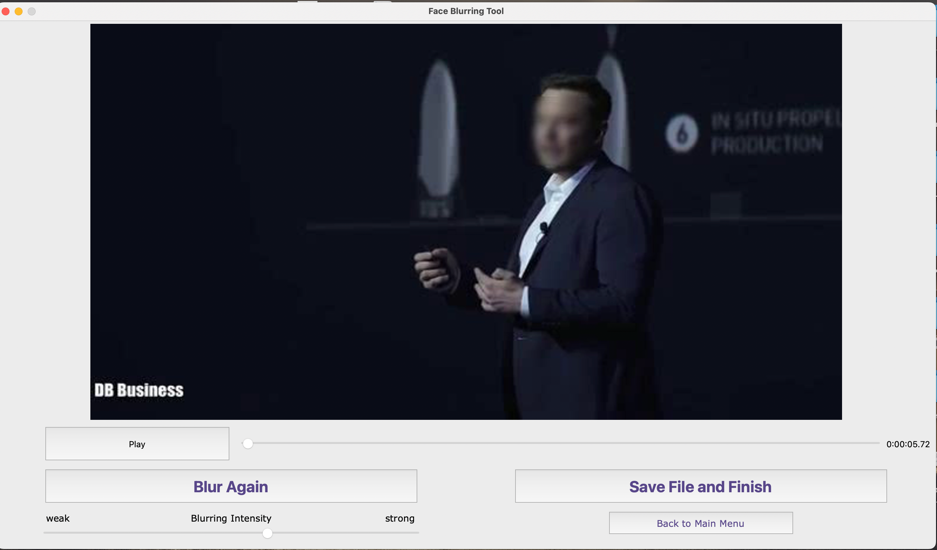 Face Blurring Tool
6
IN SITU PROPEL
PRODUCTION
DB Business
Play
0:00:05.72
Blur Again
Save File and Finish
weak
Blurring Intensity
strong
Back to Main Menu